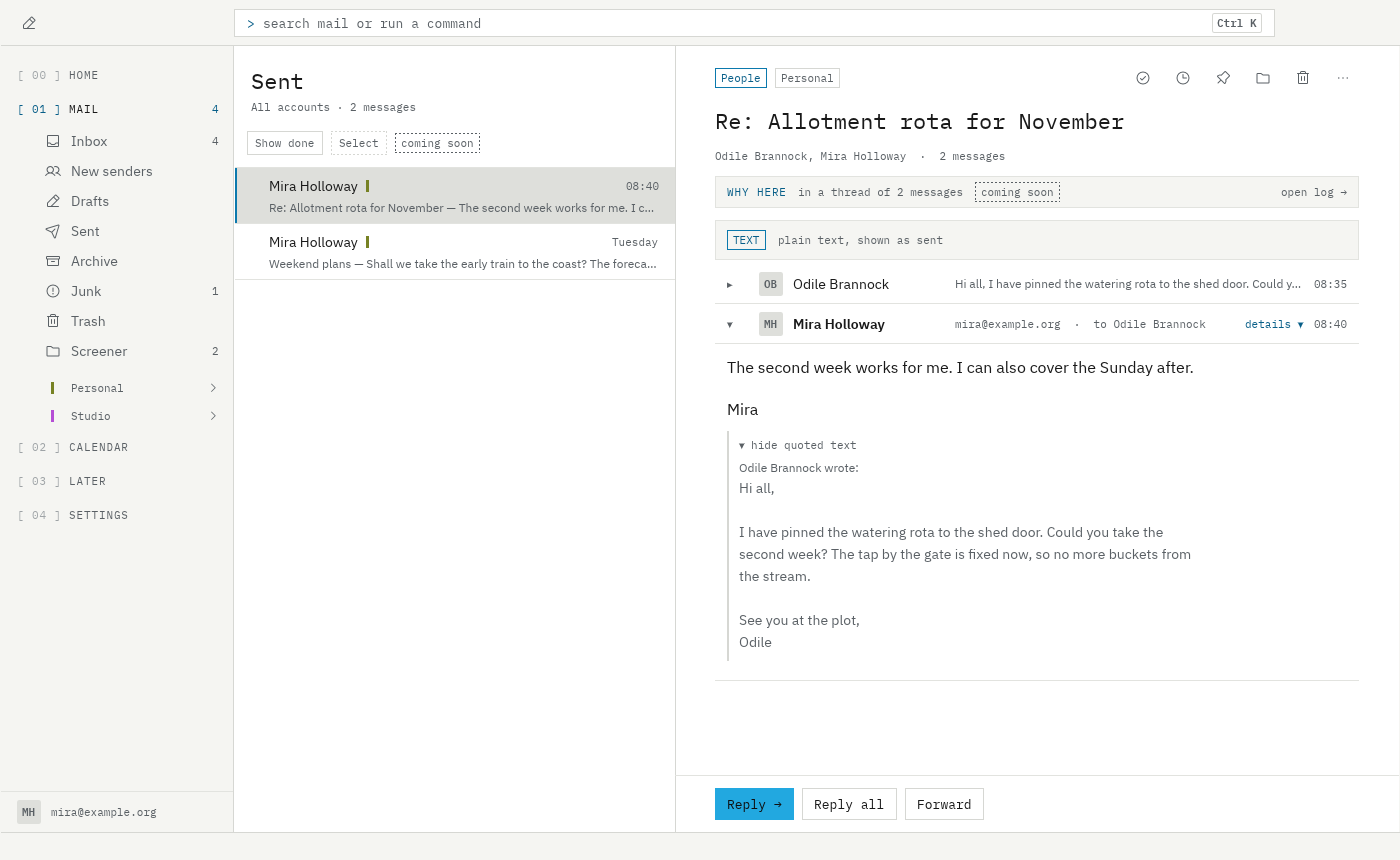 > search mail or run a command Ctrl K
[ 00 ] HOME
[ 01 ] MAIL 4
Inbox 4
New senders
Drafts
Sent
Archive
Junk 1
Trash
Screener 2
Personal
Studio
[ 02 ] CALENDAR
[ 03 ] LATER
[ 04 ] SETTINGS
MH mira@example.org
Sent
All accounts · 2 messages
Show done Select coming soon
Mira Holloway 08:40
Re: Allotment rota for November — The second week works for me. I c…
Mira Holloway Tuesday
Weekend plans — Shall we take the early train to the coast? The foreca…
People Personal
Re: Allotment rota for November
Odile Brannock, Mira Holloway · 2 messages
WHY HERE in a thread of 2 messages coming soon open log →
TEXT plain text, shown as sent
▸ OB Odile Brannock Hi all, I have pinned the watering rota to the shed door. Could y… 08:35
▾ MH Mira Holloway mira@example.org · to Odile Brannock details ▾ 08:40
The second week works for me. I can also cover the Sunday after.
Mira
▾ hide quoted text
Odile Brannock wrote:
Hi all,
I have pinned the watering rota to the shed door. Could you take the
second week? The tap by the gate is fixed now, so no more buckets from
the stream.
See you at the plot,
Odile
Reply → Reply all Forward